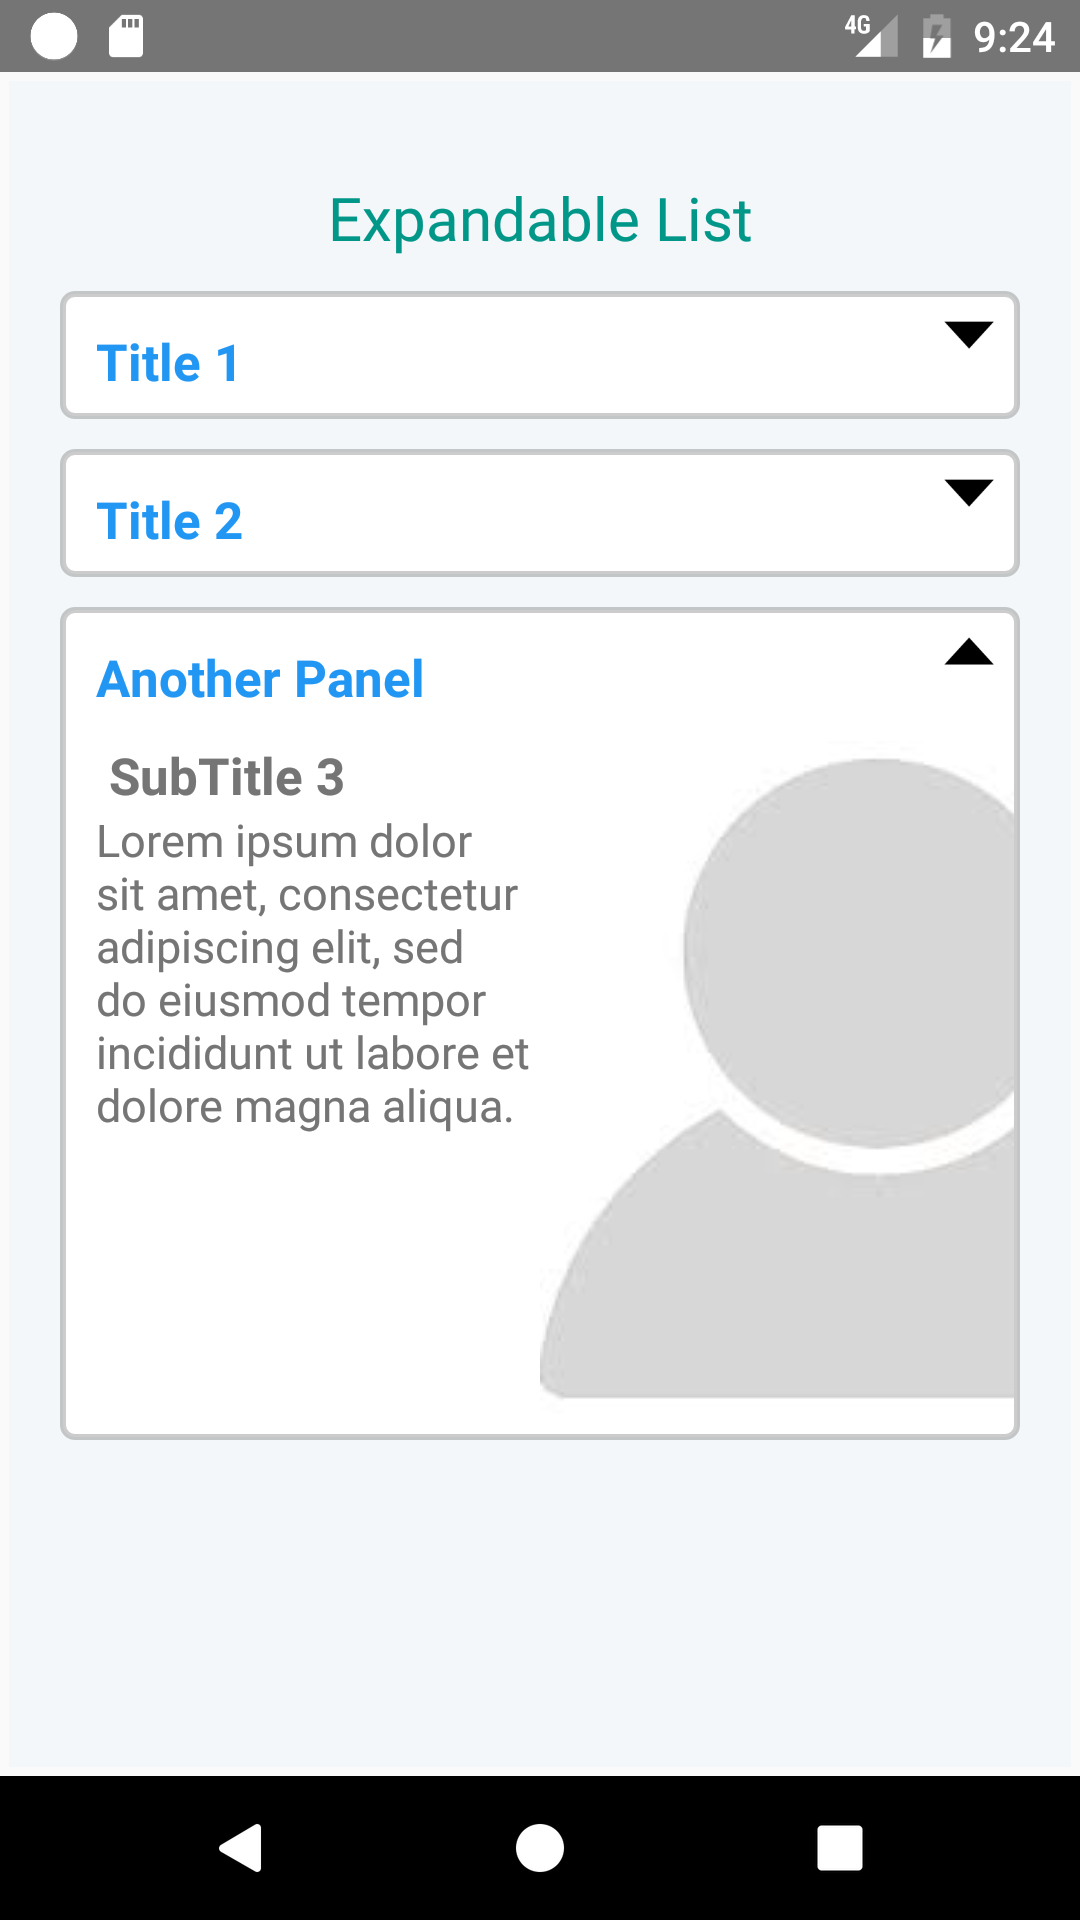 4G 9:24
Expandable List
Title 1
Title 2
Another Panel
SubTitle 3
Lorem ipsum dolor
sit amet, consectetur
adipiscing elit, sed
do eiusmod tempor
incididunt ut labore et
dolore magna aliqua.